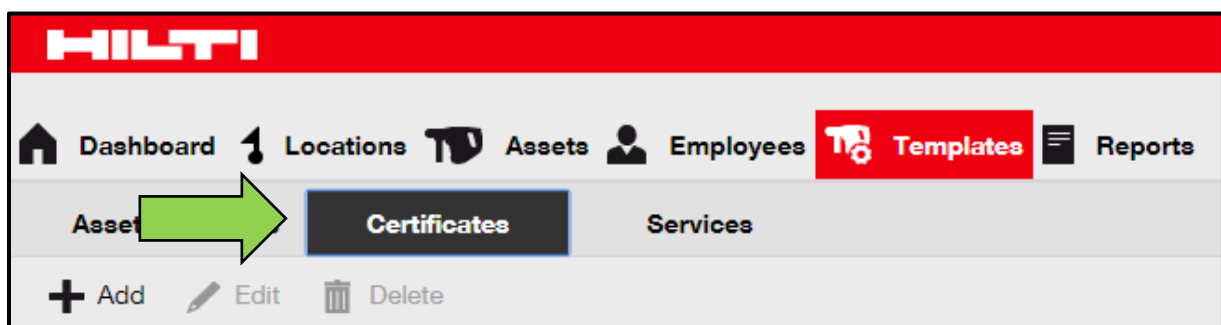 HILTI
Dashboard Locations Assets Employees Templates Reports
Certificates Services
Add Edit Delete